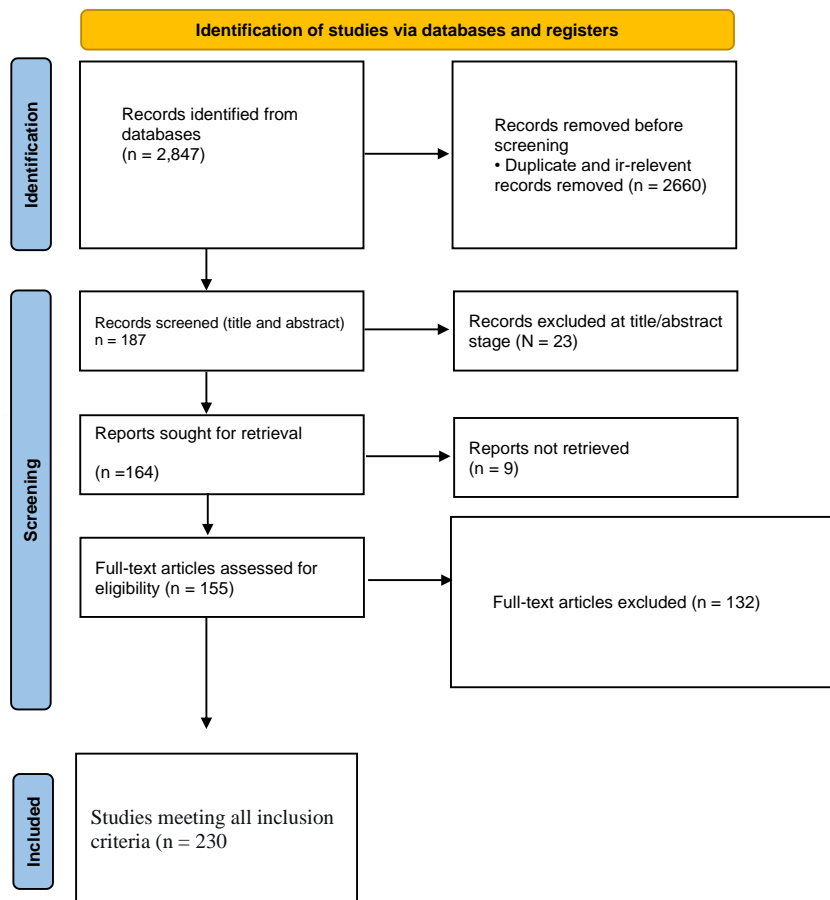 Identification of studies via databases and registers
Identification
Records identified from
databases
(n = 2,847)
Records removed before
screening
• Duplicate and ir-relevent
records removed (n = 2660)
Screening
Records screened (title and abstract)
n = 187
Records excluded at title/abstract
stage (N = 23)
Reports sought for retrieval
(n =164)
Reports not retrieved
(n = 9)
Full-text articles assessed for
eligibility (n = 155)
Full-text articles excluded (n = 132)
Included
Studies meeting all inclusion
criteria (n = 230